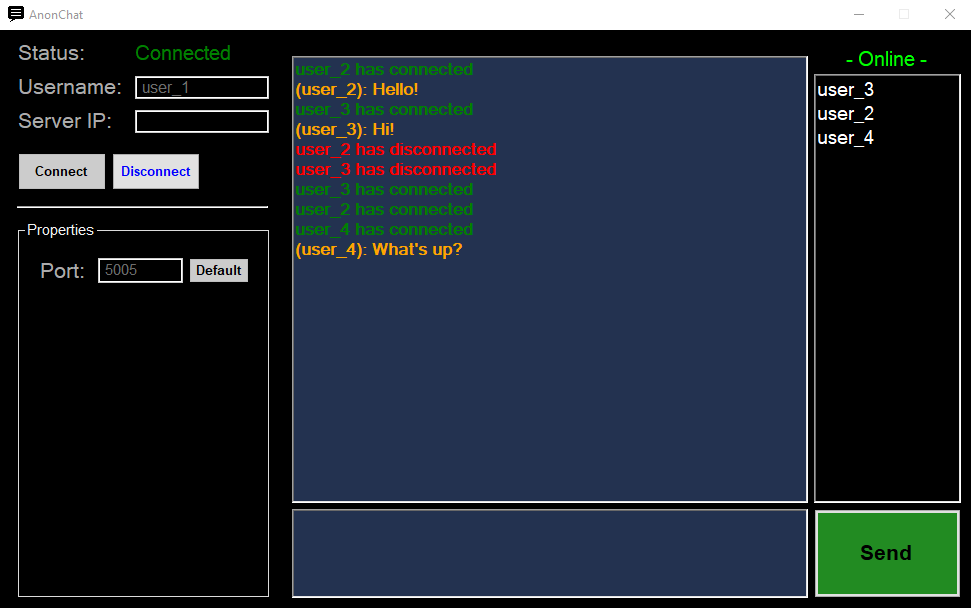 AnonChat
Status: Connected
Username: user_1
Server IP:
Connect Disconnect
Properties
Port: 5005 Default
user_2 has connected
(user_2): Hello!
user_3 has connected
(user_3): Hi!
user_2 has disconnected
user_3 has disconnected
user_3 has connected
user_2 has connected
user_4 has connected
(user_4): What's up?
- Online -
user_3
user_2
user_4
Send